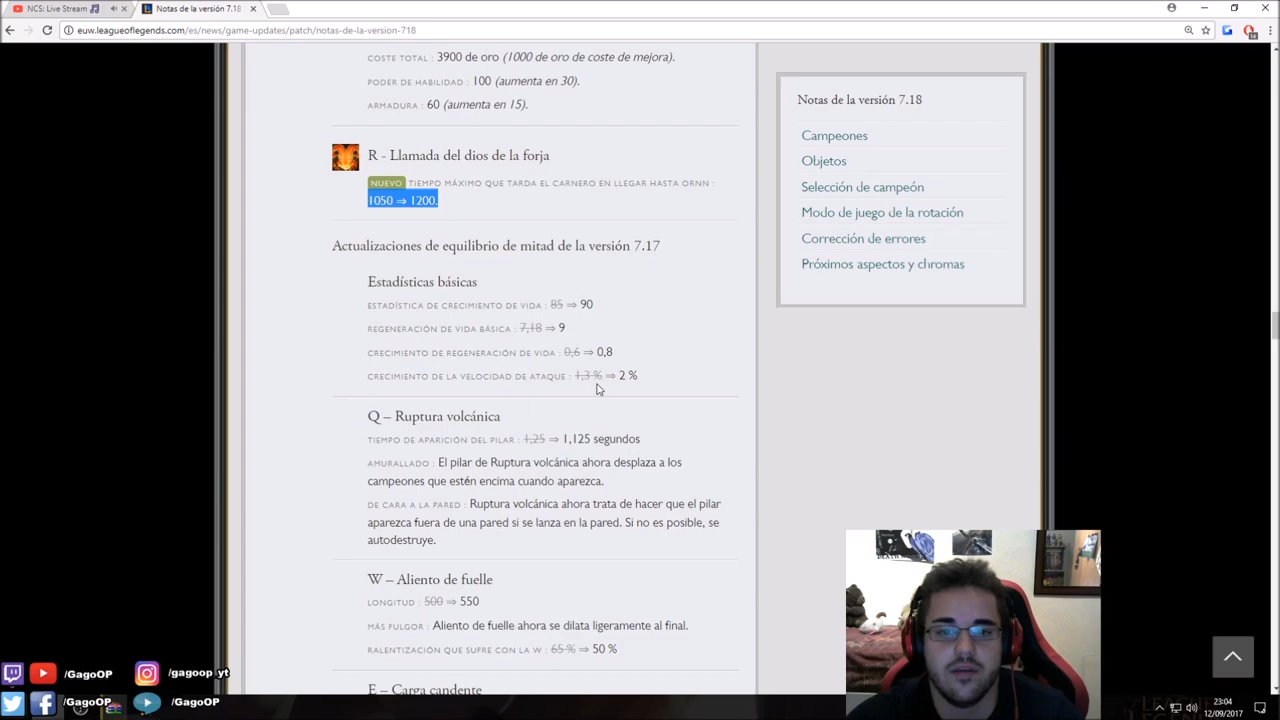 NCS: Live Stream
Notas de la versión 7.18
euw.leagueoflegends.com/es/news/game-updates/patch/notas-de-la-version-718
COSTE TOTAL : 3900 de oro (1000 de oro de coste de mejora).
PODER DE HABILIDAD : 100 (aumenta en 30).
ARMADURA : 60 (aumenta en 15).
R - Llamada del dios de la forja
NUEVO TIEMPO MÁXIMO QUE TARDA EL CARNERO EN LLEGAR HASTA ORNN :
1050 ⇒ 1200.
Actualizaciones de equilibrio de mitad de la versión 7.17
Estadísticas básicas
ESTADÍSTICA DE CRECIMIENTO DE VIDA : 85 ⇒ 90
REGENERACIÓN DE VIDA BÁSICA : 7,18 ⇒ 9
CRECIMIENTO DE REGENERACIÓN DE VIDA : 0,6 ⇒ 0,8
CRECIMIENTO DE LA VELOCIDAD DE ATAQUE : 1,3 % ⇒ 2 %
Q – Ruptura volcánica
TIEMPO DE APARICIÓN DEL PILAR : 1,25 ⇒ 1,125 segundos
AMURALLADO : El pilar de Ruptura volcánica ahora desplaza a los
campeones que estén encima cuando aparezca.
DE CARA A LA PARED : Ruptura volcánica ahora trata de hacer que el pilar
aparezca fuera de una pared si se lanza en la pared. Si no es posible, se
autodestruye.
W – Aliento de fuelle
LONGITUD : 500 ⇒ 550
MÁS FULGOR : Aliento de fuelle ahora se dilata ligeramente al final.
RALENTIZACIÓN QUE SUFRE CON LA W : 65 % ⇒ 50 %
E – Carga candente
Notas de la versión 7.18
Campeones
Objetos
Selección de campeón
Modo de juego de la rotación
Corrección de errores
Próximos aspectos y chromas
/GagoOP
/gagoop_yt
/GagoOP
/GagoOP
23:04
12/09/2017